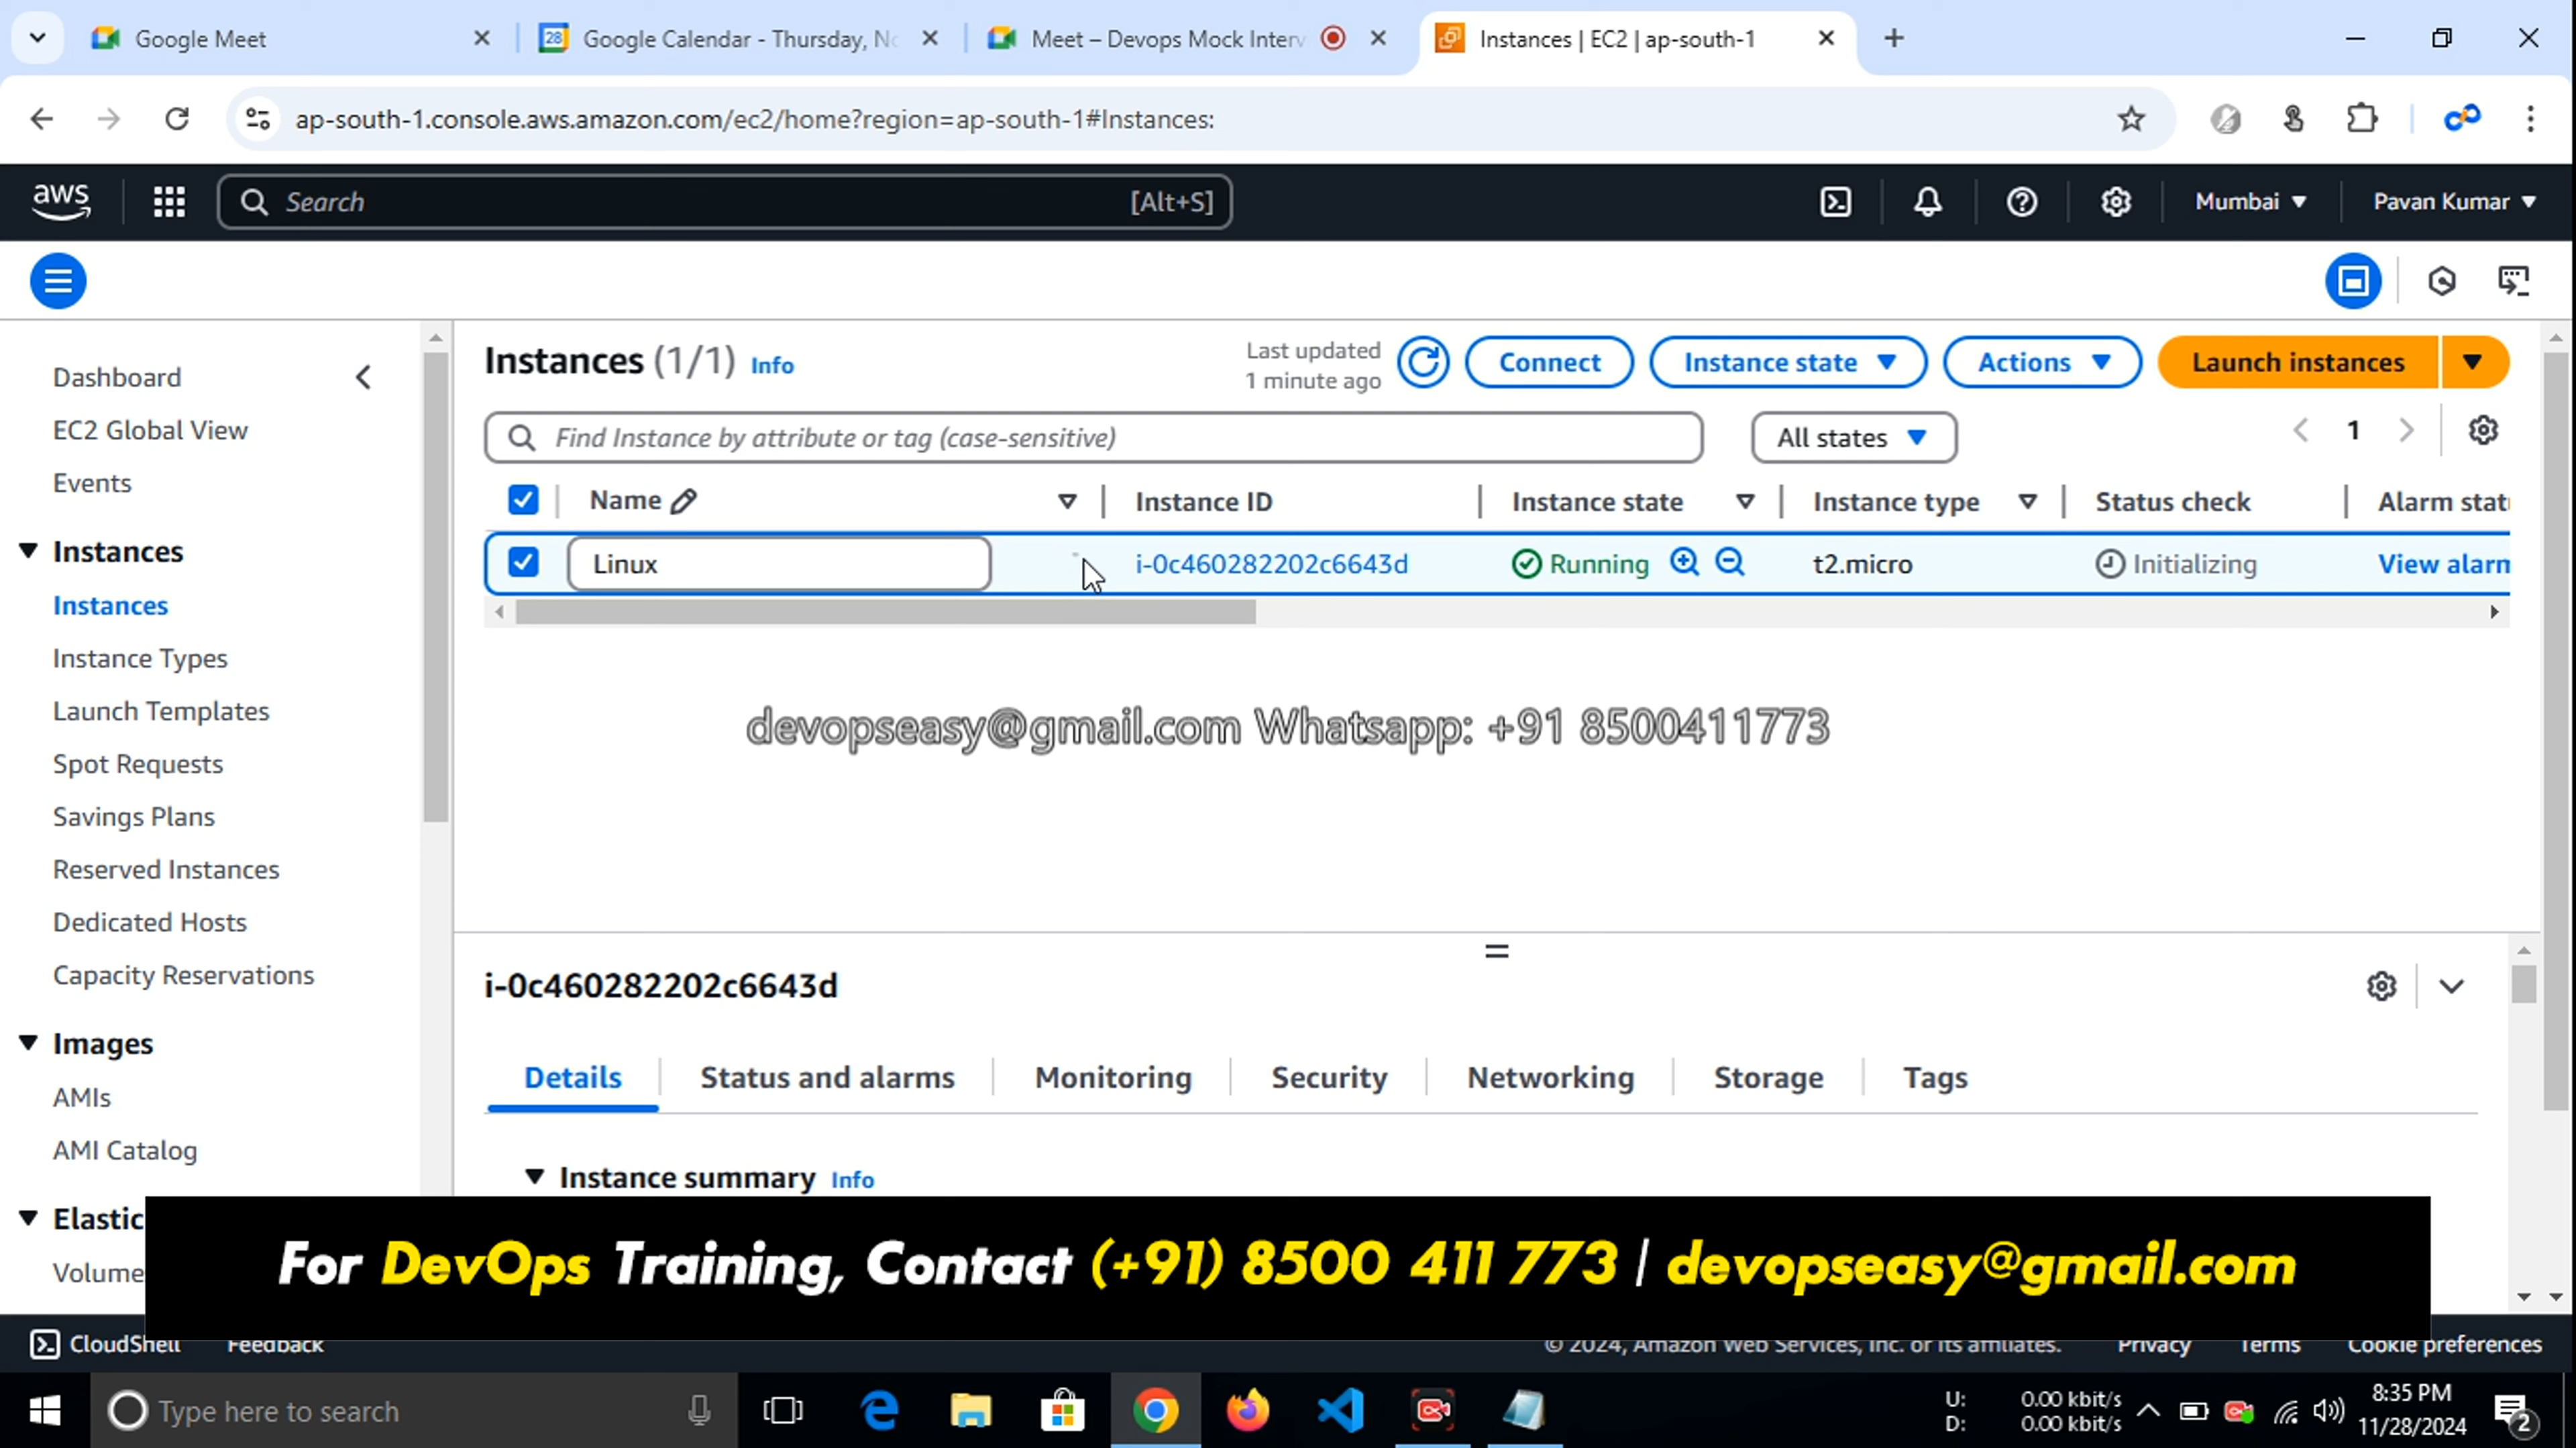 Google Meet
Google Calendar - Thursday, No
Meet – Devops Mock Interv
Instances | EC2 | ap-south-1
ap-south-1.console.aws.amazon.com/ec2/home?region=ap-south-1#Instances:
aws
Search
[Alt+S]
Mumbai
Pavan Kumar
Dashboard
EC2 Global View
Events
Instances
Instances
Instance Types
Launch Templates
Spot Requests
Savings Plans
Reserved Instances
Dedicated Hosts
Capacity Reservations
Images
AMIs
AMI Catalog
Elastic
Volume
Instances (1/1) Info
Last updated
1 minute ago
Connect
Instance state
Actions
Launch instances
Find Instance by attribute or tag (case-sensitive)
All states
1
Name
Instance ID
Instance state
Instance type
Status check
Alarm stat
Linux
i-0c460282202c6643d
Running
t2.micro
Initializing
View alarm
devopseasy@gmail.com Whatsapp: +91 8500411773
i-0c460282202c6643d
Details
Status and alarms
Monitoring
Security
Networking
Storage
Tags
Instance summary Info
For DevOps Training, Contact (+91) 8500 411 773 | devopseasy@gmail.com
CloudShell
Feedback
© 2024, Amazon Web Services, Inc. or its affiliates.
Privacy
Terms
Cookie preferences
Type here to search
U: 0.00 kbit/s
D: 0.00 kbit/s
8:35 PM
11/28/2024
2